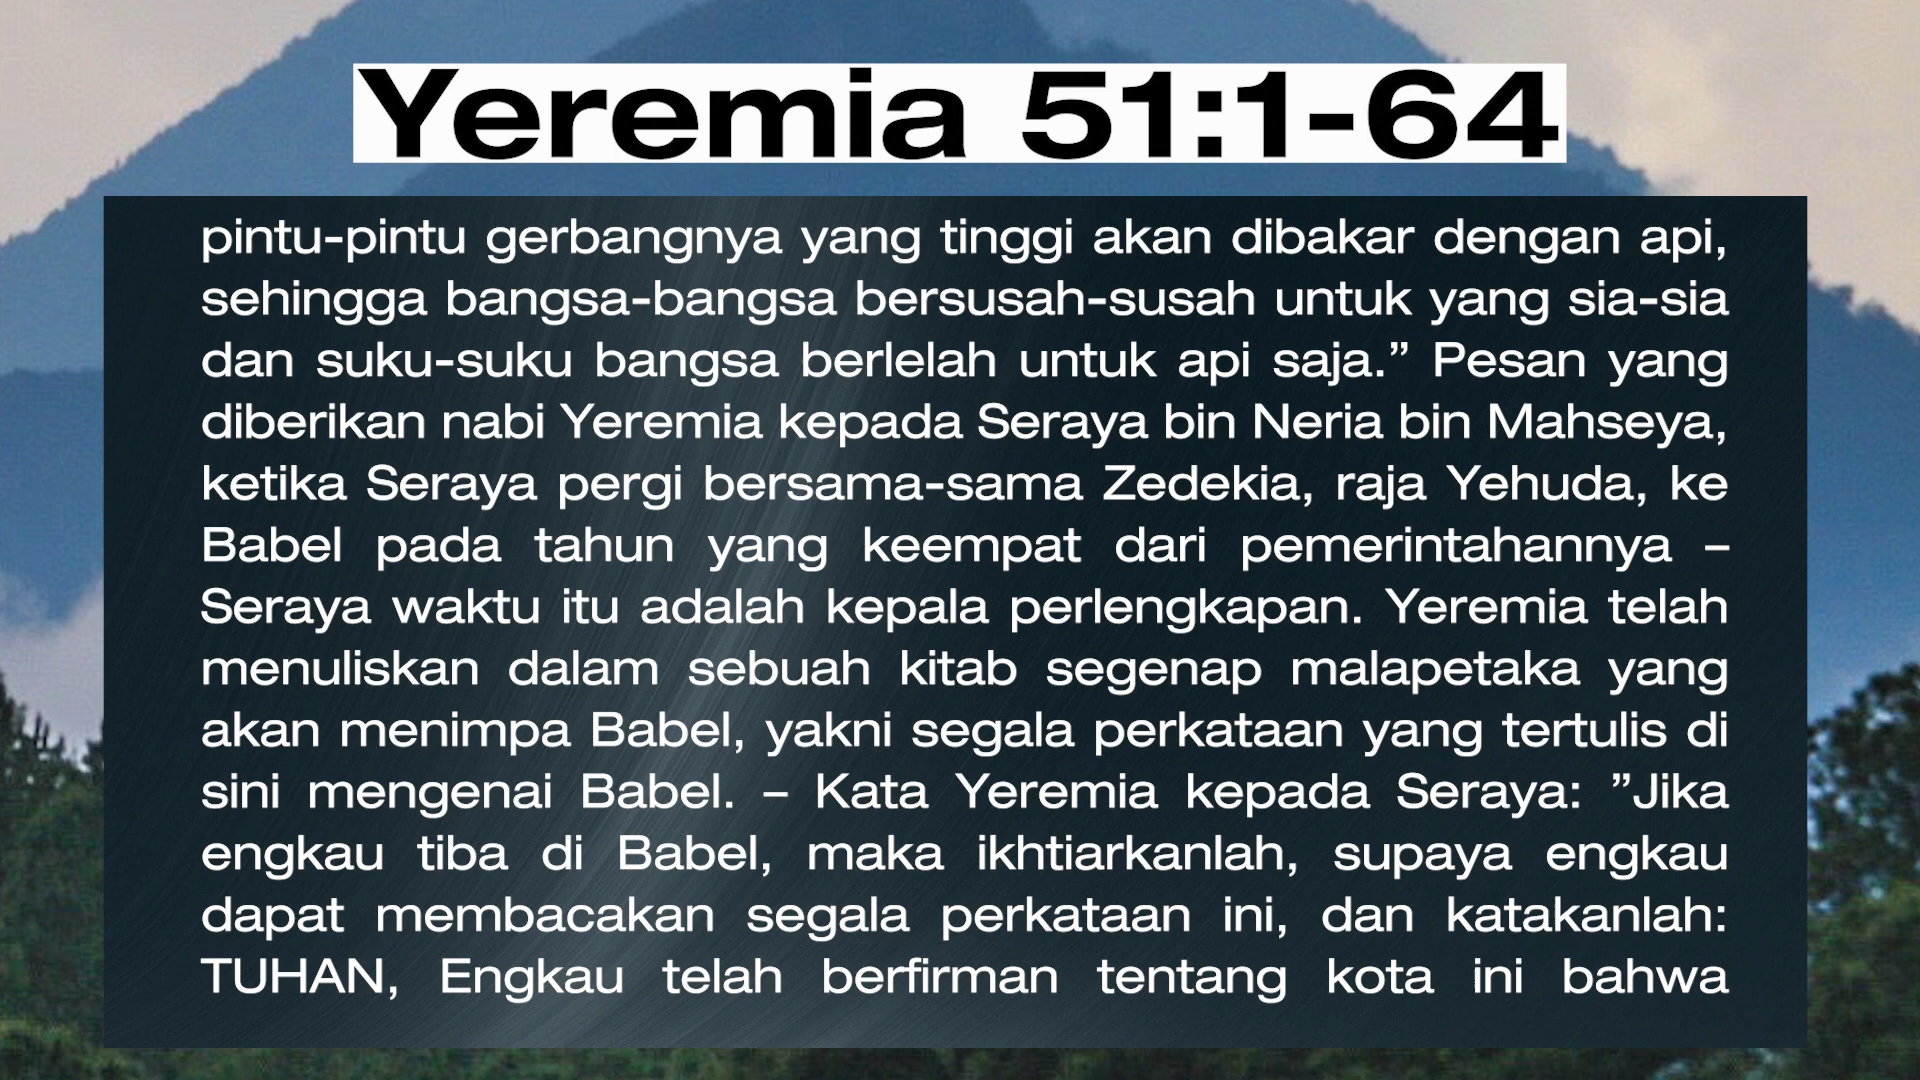 Yeremia 51:1-64
pintu-pintu gerbangnya yang tinggi akan dibakar dengan api,
sehingga bangsa-bangsa bersusah-susah untuk yang sia-sia
dan suku-suku bangsa berlelah untuk api saja.” Pesan yang
diberikan nabi Yeremia kepada Seraya bin Neria bin Mahseya,
ketika Seraya pergi bersama-sama Zedekia, raja Yehuda, ke
Babel pada tahun yang keempat dari pemerintahannya –
Seraya waktu itu adalah kepala perlengkapan. Yeremia telah
menuliskan dalam sebuah kitab segenap malapetaka yang
akan menimpa Babel, yakni segala perkataan yang tertulis di
sini mengenai Babel. – Kata Yeremia kepada Seraya: ”Jika
engkau tiba di Babel, maka ikhtiarkanlah, supaya engkau
dapat membacakan segala perkataan ini, dan katakanlah:
TUHAN, Engkau telah berfirman tentang kota ini bahwa